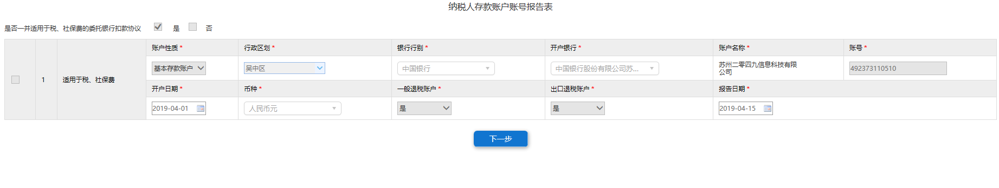 纳税人存款账户账号报告表
是否一并适用于税、社保费的委托银行扣款协议 是 否
账户性质 * 行政区划 * 银行行别 * 开户银行 * 账户名称 * 账号 *
1 适用于税、社保费
基本存款账户 吴中区 中国银行 中国银行股份有限公司苏... 苏州二零四九信息科技有限
公司 492373110510
开户日期 * 币种 * 一般退税账户 * 出口退税账户 * 报告日期 *
2019-04-01 人民币元 是 是 2019-04-15
下一步